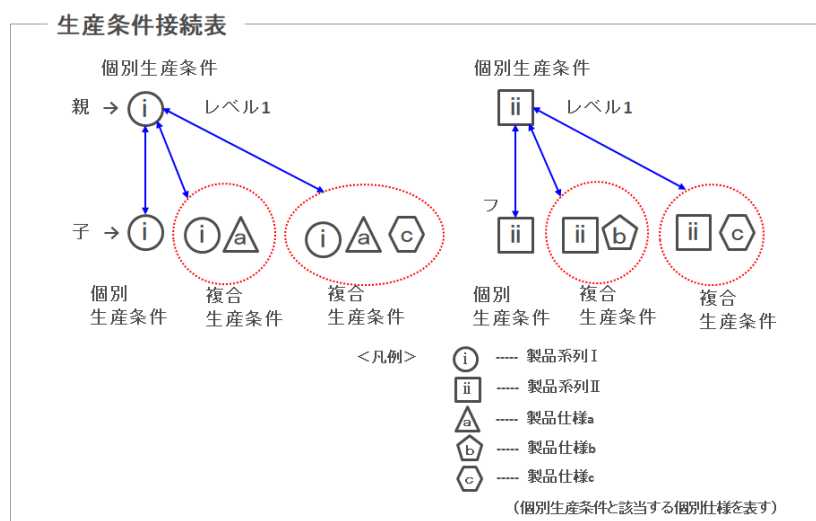 生産条件接続表
個別生産条件
親 → i レベル1
子 → i i a i a c
個別
生産条件
複合
生産条件
複合
生産条件
個別生産条件
ii レベル1
フ
ii ii b ii c
個別
生産条件
複合
生産条件
複合
生産条件
<凡例>
i ----- 製品系列Ⅰ
ii ----- 製品系列Ⅱ
a ----- 製品仕様a
b ----- 製品仕様b
c ----- 製品仕様c
(個別生産条件と該当する個別仕様を表す)